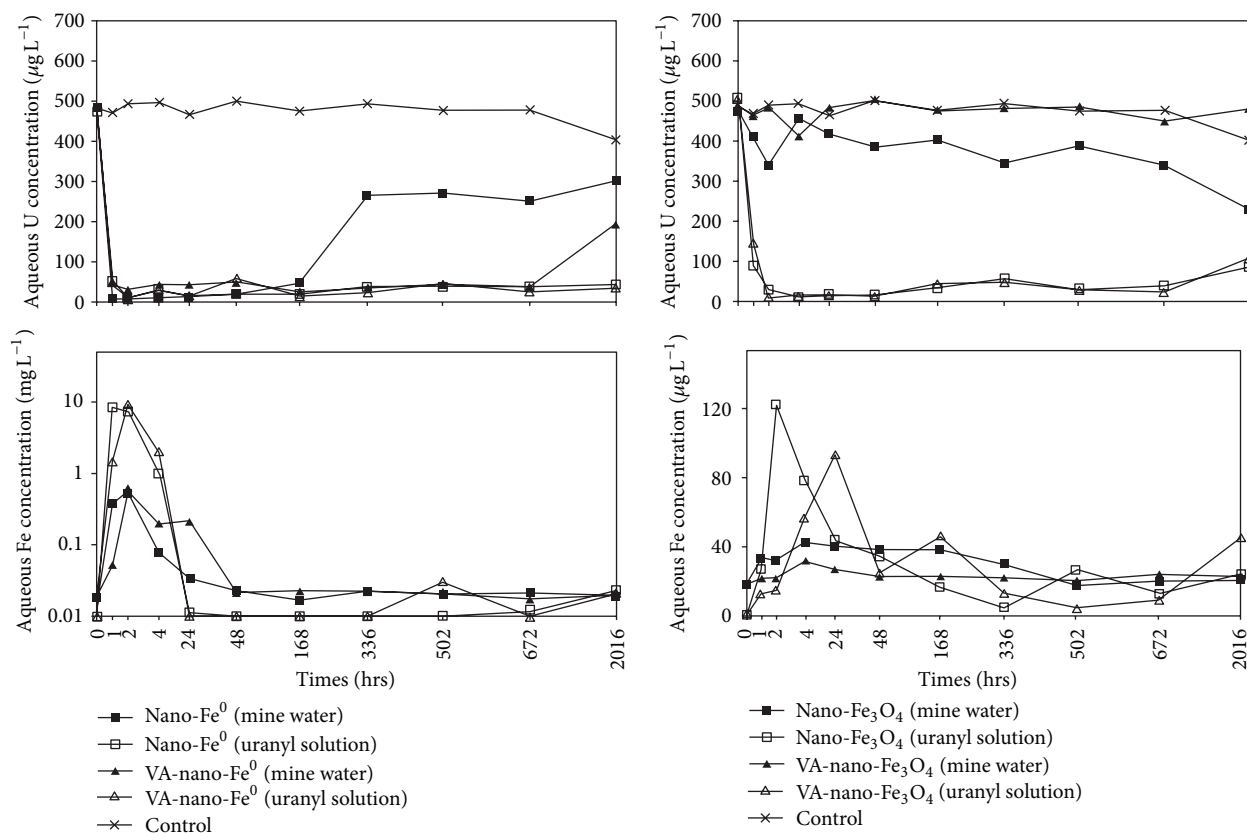 Aqueous U concentration (μg L⁻¹)
700
600
500
400
300
200
100
0
Aqueous U concentration (μg L⁻¹)
700
600
500
400
300
200
100
0
Aqueous Fe concentration (mg L⁻¹)
10
1
0.1
0.01
0 1 2 4 24 48 168 336 502 672 2016
Times (hrs)
Aqueous Fe concentration (μg L⁻¹)
120
80
40
0
0 1 2 4 24 48 168 336 502 672 2016
Times (hrs)
Nano-Fe⁰ (mine water)
Nano-Fe⁰ (uranyl solution)
VA-nano-Fe⁰ (mine water)
VA-nano-Fe⁰ (uranyl solution)
Control
Nano-Fe₃O₄ (mine water)
Nano-Fe₃O₄ (uranyl solution)
VA-nano-Fe₃O₄ (mine water)
VA-nano-Fe₃O₄ (uranyl solution)
Control